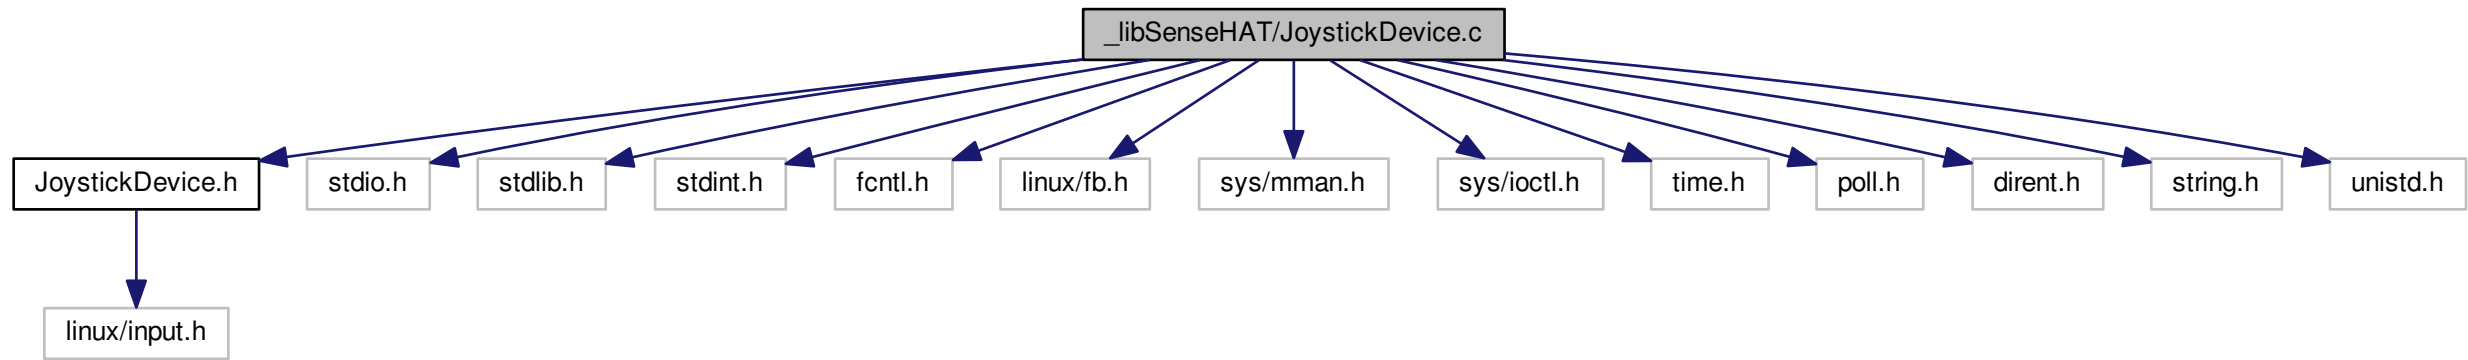 _libSenseHAT/JoystickDevice.c
JoystickDevice.h
stdio.h
stdlib.h
stdint.h
fcntl.h
linux/fb.h
sys/mman.h
sys/ioctl.h
time.h
poll.h
dirent.h
string.h
unistd.h
linux/input.h